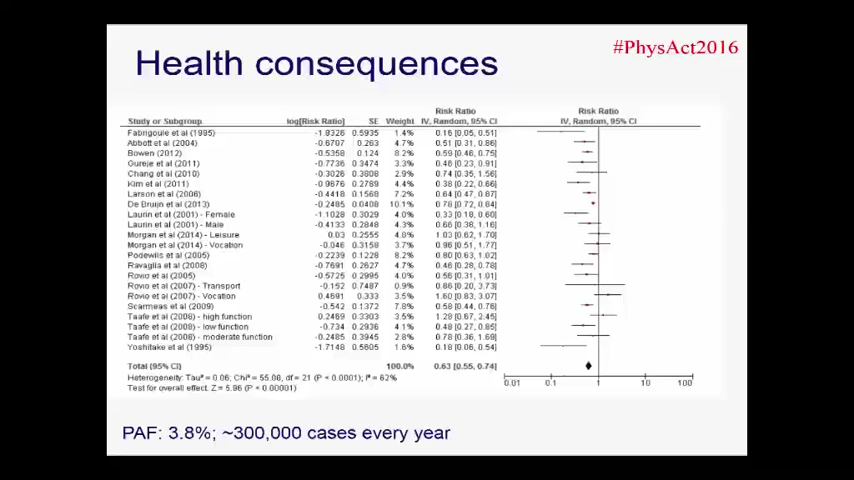 Health consequences
#PhysAct2016
Risk Ratio Risk Ratio
Study or Subgroup log[Risk Ratio] SE Weight IV, Random, 95% CI IV, Random, 95% CI
Fabrigoule et al (1995) -1.8326 0.5935 1.4% 0.16 [0.05, 0.51]
Abbott et al (2004) -0.6707 0.263 4.7% 0.51 [0.31, 0.86]
Bowen (2012) -0.5358 0.124 8.2% 0.59 [0.46, 0.75]
Gureje et al (2011) -0.7736 0.3474 3.3% 0.46 [0.23, 0.91]
Chang et al (2010) -0.3026 0.3808 2.9% 0.74 [0.35, 1.56]
Kim et al (2011) -0.9676 0.2789 4.4% 0.38 [0.22, 0.66]
Larson et al (2006) -0.4418 0.1568 7.2% 0.64 [0.47, 0.87]
De Bruijn et al (2013) -0.2485 0.0408 10.1% 0.78 [0.72, 0.84]
Laurin et al (2001) - Female -1.1028 0.3029 4.0% 0.33 [0.18, 0.60]
Laurin et al (2001) - Male -0.4133 0.2848 4.3% 0.66 [0.38, 1.16]
Morgan et al (2014) - Leisure 0.03 0.2555 4.9% 1.03 [0.62, 1.70]
Morgan et al (2014) - Vocation -0.046 0.3158 3.7% 0.96 [0.51, 1.77]
Podewils et al (2005) -0.2239 0.1228 8.2% 0.80 [0.63, 1.02]
Ravaglia et al (2008) -0.7691 0.2627 4.7% 0.46 [0.28, 0.78]
Rovio et al (2005) -0.5725 0.2995 4.0% 0.56 [0.31, 1.01]
Rovio et al (2007) - Transport -0.152 0.7487 0.9% 0.86 [0.20, 3.73]
Rovio et al (2007) - Vocation 0.4691 0.333 3.5% 1.60 [0.83, 3.07]
Scarmeas et al (2009) -0.542 0.1372 7.8% 0.58 [0.44, 0.76]
Taafe et al (2008) - high function 0.2469 0.3303 3.5% 1.28 [0.67, 2.45]
Taafe et al (2008) - low function -0.734 0.2936 4.1% 0.48 [0.27, 0.85]
Taafe et al (2008) - moderate function -0.2485 0.3945 2.7% 0.78 [0.36, 1.69]
Yoshitake et al (1995) -1.7148 0.5605 1.6% 0.18 [0.06, 0.54]
Total (95% CI) 100.0% 0.63 [0.55, 0.74]
Heterogeneity: Tau² = 0.06; Chi² = 55.08, df = 21 (P < 0.0001); I² = 62%
Test for overall effect: Z = 5.86 (P < 0.00001)
0.01 0.1 1 10 100
PAF: 3.8%; ~300,000 cases every year